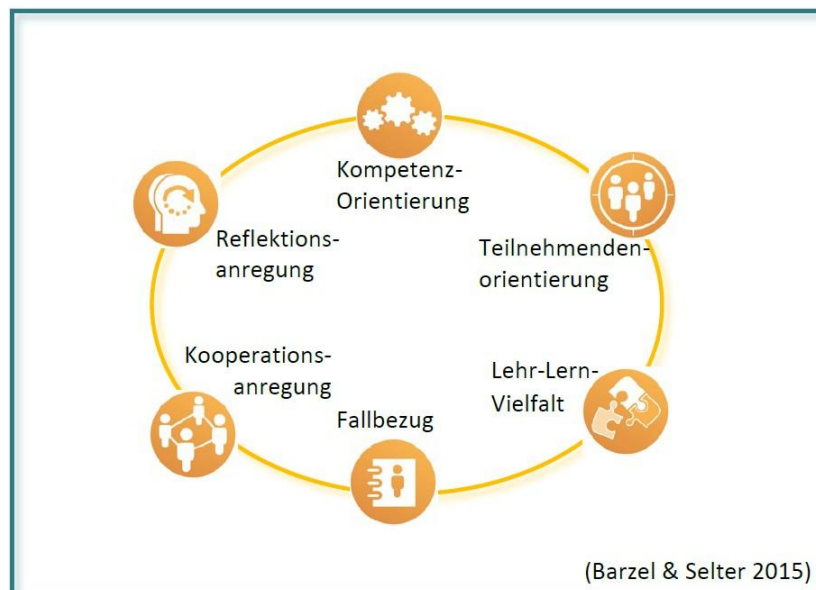 Kompetenz-
Orientierung
Teilnehmenden-
orientierung
Lehr-Lern-
Vielfalt
Fallbezug
Kooperations-
anregung
Reflektions-
anregung
(Barzel & Selter 2015)